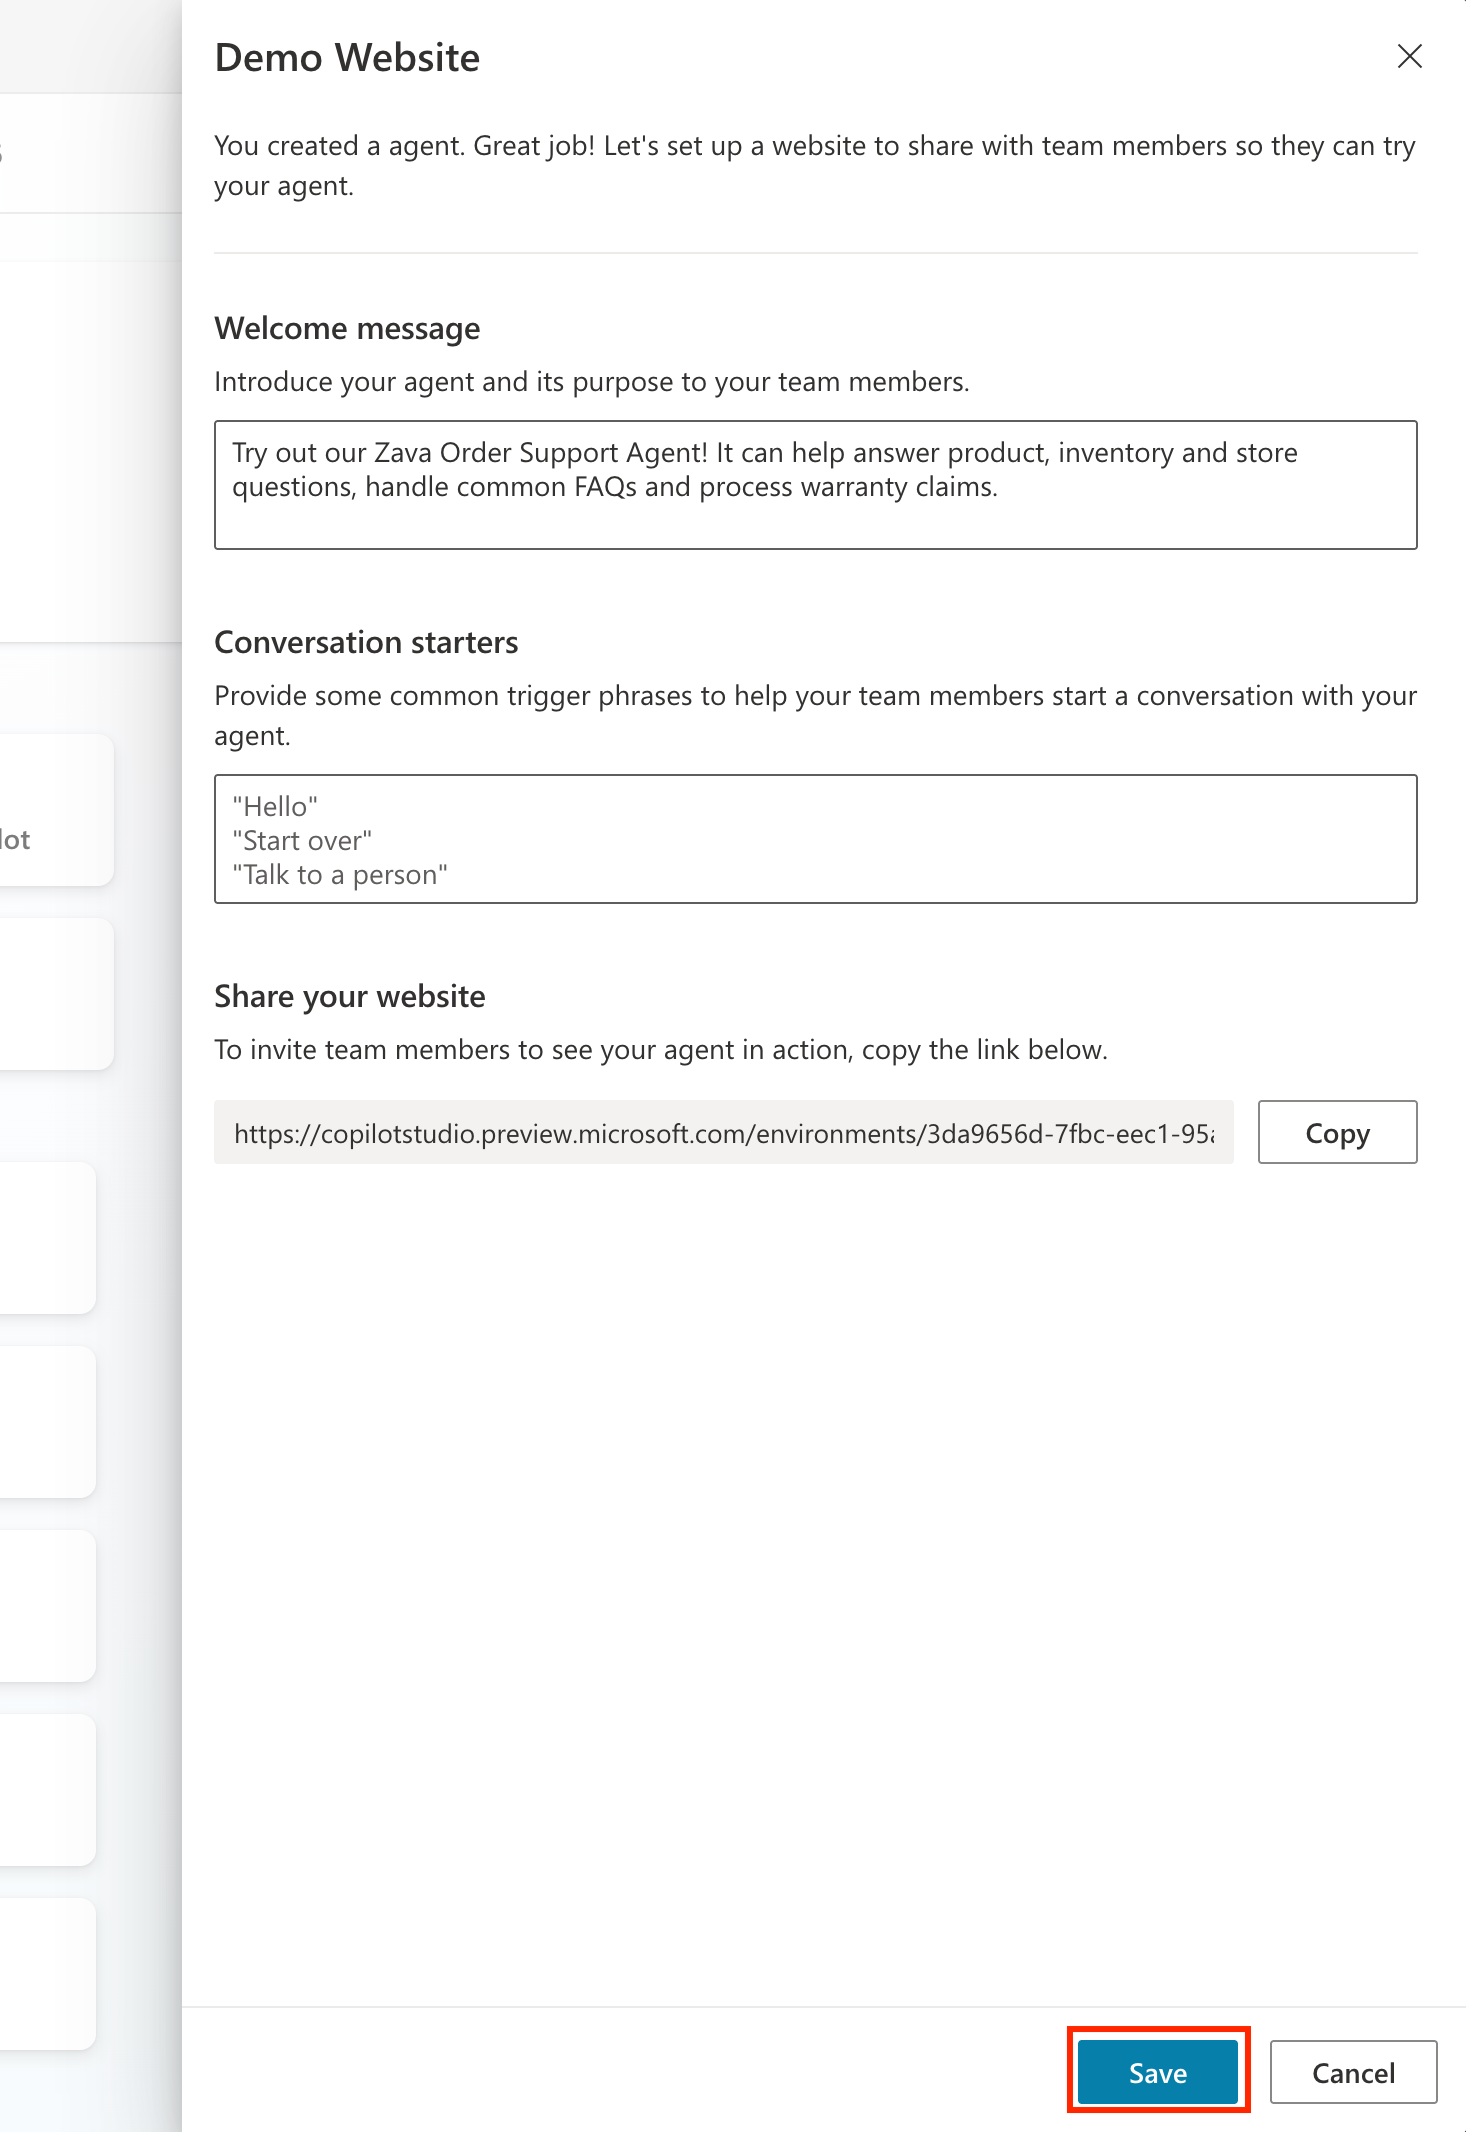 Demo Website
You created a agent. Great job! Let's set up a website to share with team members so they can try
your agent.
Welcome message
Introduce your agent and its purpose to your team members.
Try out our Zava Order Support Agent! It can help answer product, inventory and store
questions, handle common FAQs and process warranty claims.
Conversation starters
Provide some common trigger phrases to help your team members start a conversation with your
agent.
"Hello"
"Start over"
"Talk to a person"
lot
Share your website
To invite team members to see your agent in action, copy the link below.
https://copilotstudio.preview.microsoft.com/environments/3da9656d-7fbc-eec1-95a
Copy
Save
Cancel